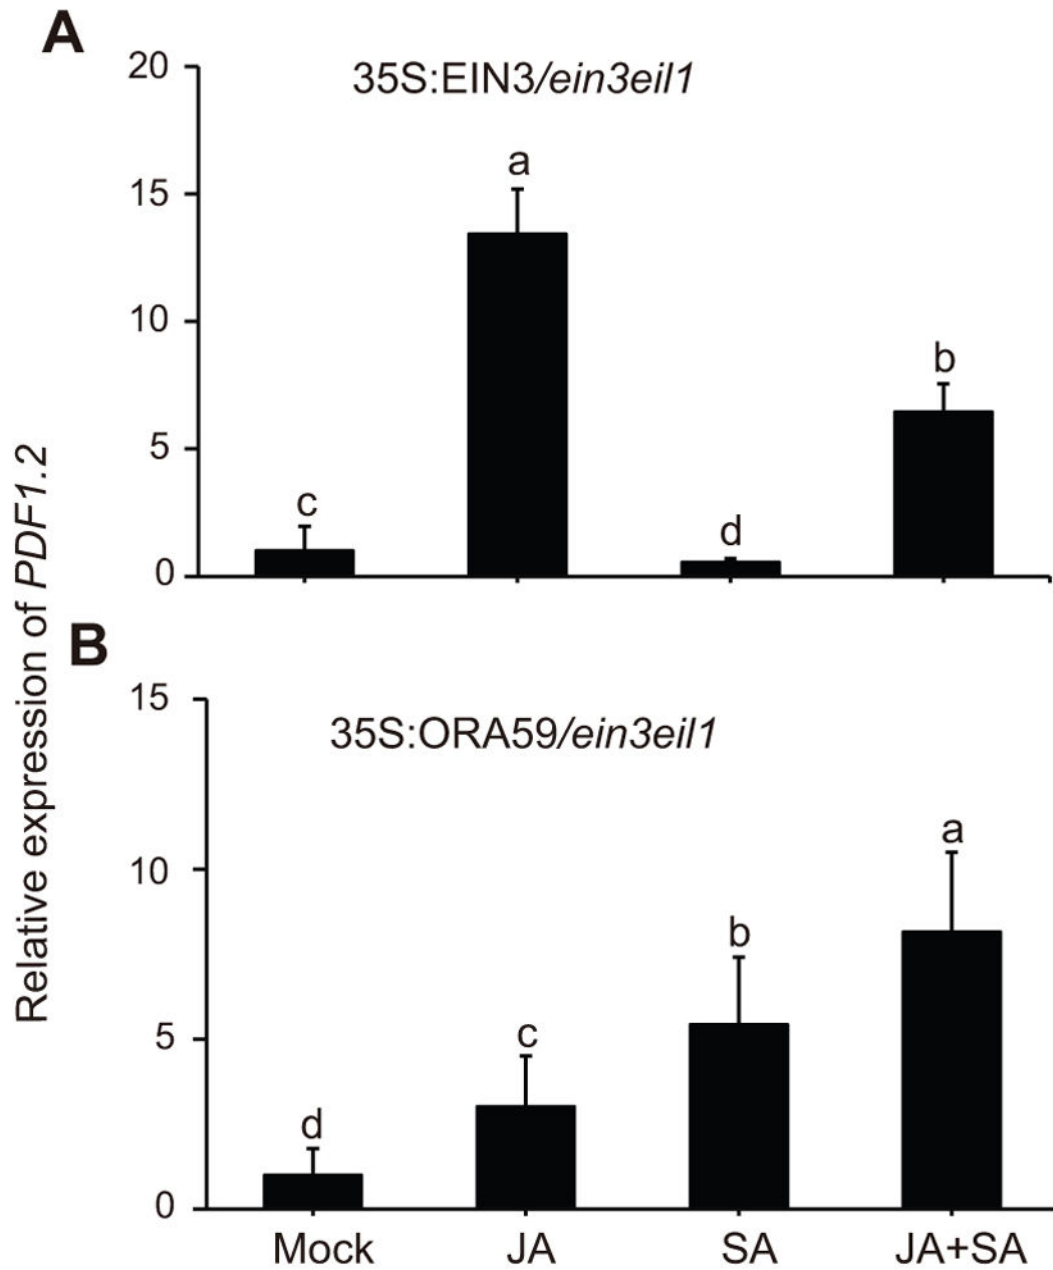 A
35S:EIN3/ein3eil1
20
15
10
5
0
a
b
c
d
Relative expression of PDF1.2
B
35S:ORA59/ein3eil1
15
10
5
0
a
b
c
d
Mock JA SA JA+SA